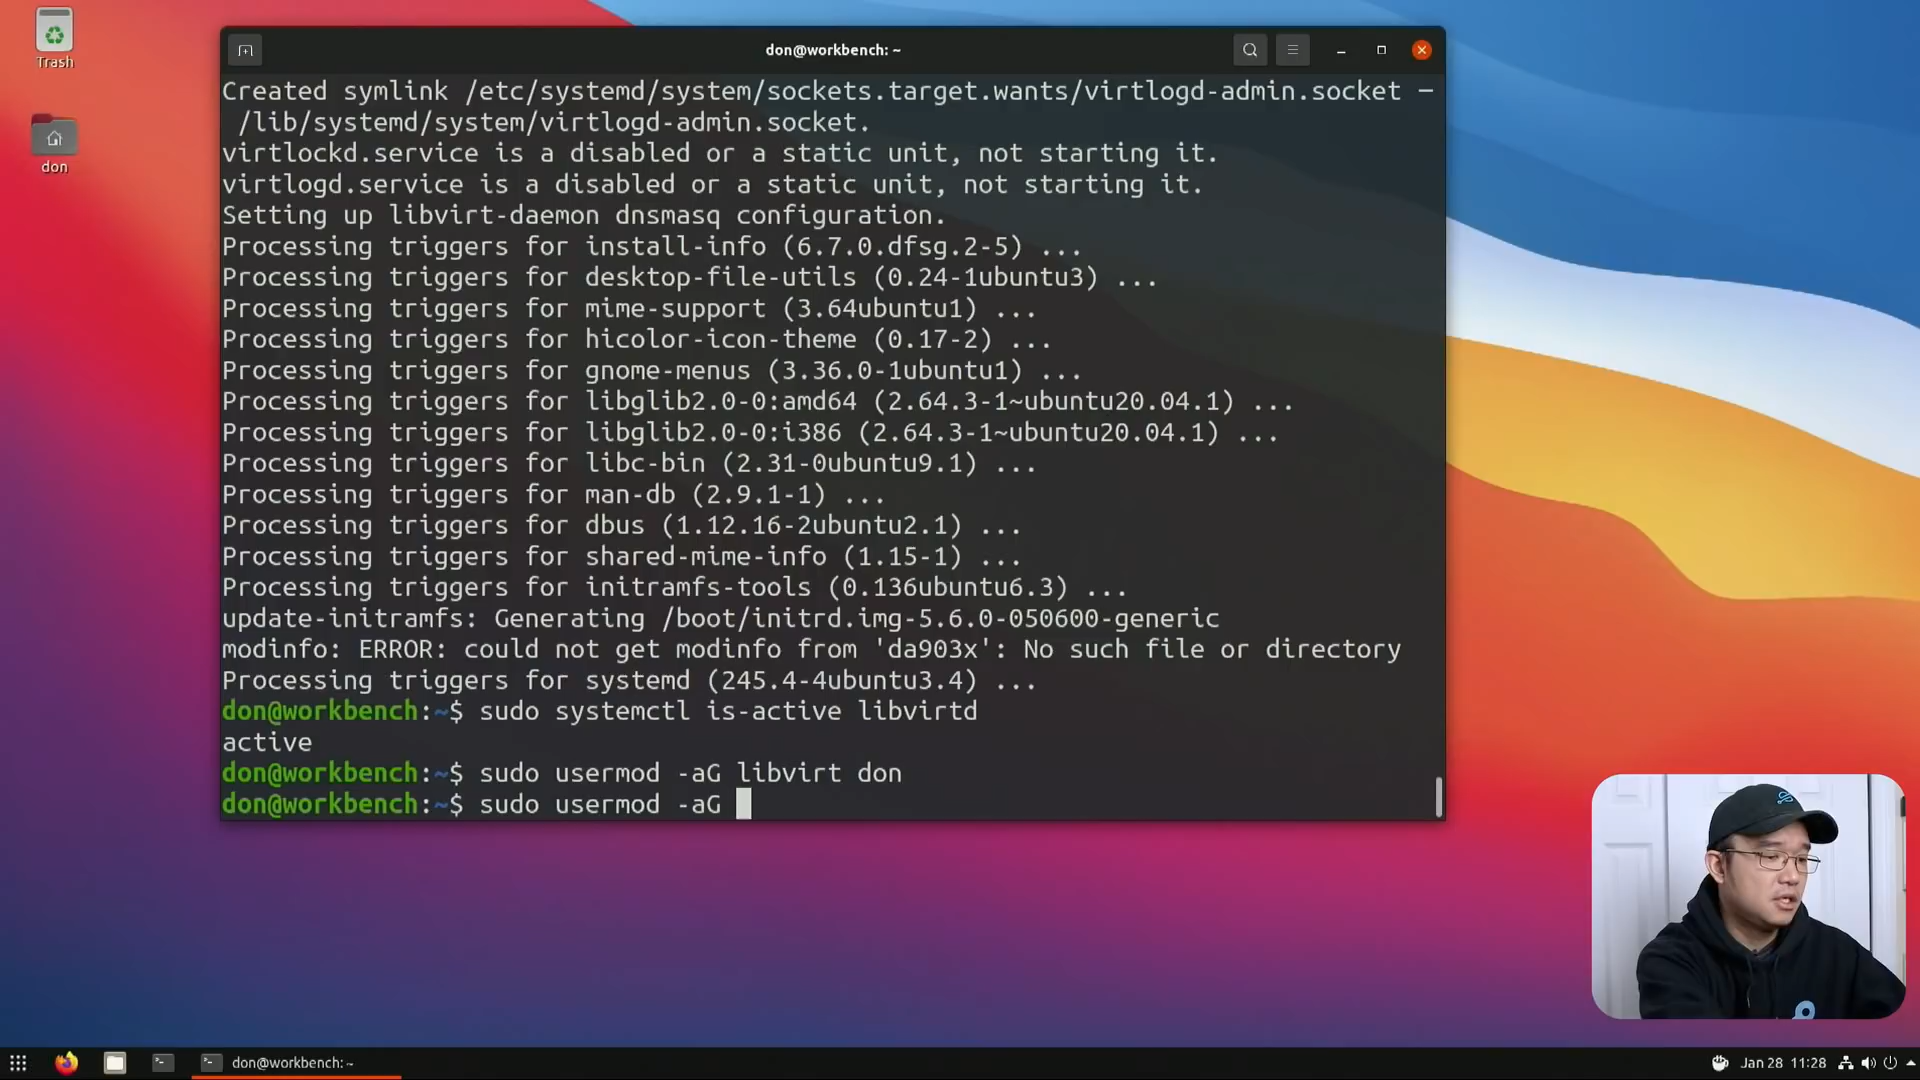 Trash
don
don@workbench: ~
Created symlink /etc/systemd/system/sockets.target.wants/virtlogd-admin.socket —
/lib/systemd/system/virtlogd-admin.socket.
virtlockd.service is a disabled or a static unit, not starting it.
virtlogd.service is a disabled or a static unit, not starting it.
Setting up libvirt-daemon dnsmasq configuration.
Processing triggers for install-info (6.7.0.dfsg.2-5) ...
Processing triggers for desktop-file-utils (0.24-1ubuntu3) ...
Processing triggers for mime-support (3.64ubuntu1) ...
Processing triggers for hicolor-icon-theme (0.17-2) ...
Processing triggers for gnome-menus (3.36.0-1ubuntu1) ...
Processing triggers for libglib2.0-0:amd64 (2.64.3-1~ubuntu20.04.1) ...
Processing triggers for libglib2.0-0:i386 (2.64.3-1~ubuntu20.04.1) ...
Processing triggers for libc-bin (2.31-0ubuntu9.1) ...
Processing triggers for man-db (2.9.1-1) ...
Processing triggers for dbus (1.12.16-2ubuntu2.1) ...
Processing triggers for shared-mime-info (1.15-1) ...
Processing triggers for initramfs-tools (0.136ubuntu6.3) ...
update-initramfs: Generating /boot/initrd.img-5.6.0-050600-generic
modinfo: ERROR: could not get modinfo from 'da903x': No such file or directory
Processing triggers for systemd (245.4-4ubuntu3.4) ...
don@workbench:~$ sudo systemctl is-active libvirtd
active
don@workbench:~$ sudo usermod -aG libvirt don
don@workbench:~$ sudo usermod -aG
don@workbench: ~
Jan 28 11:28